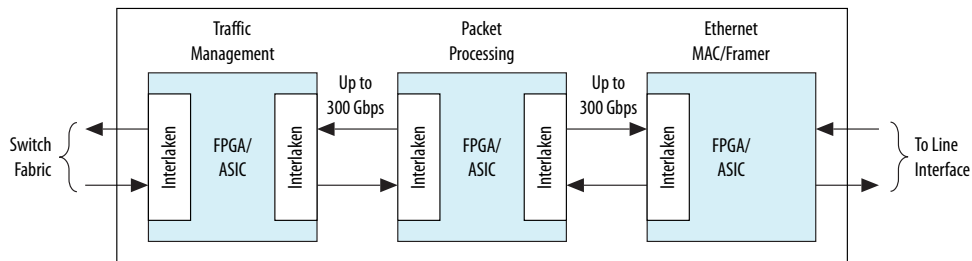 Traffic
Management
Packet
Processing
Ethernet
MAC/Framer
Up to
300 Gbps
Up to
300 Gbps
Switch
Fabric
Interlaken
FPGA/
ASIC
Interlaken
Interlaken
FPGA/
ASIC
Interlaken
Interlaken
FPGA/
ASIC
To Line
Interface